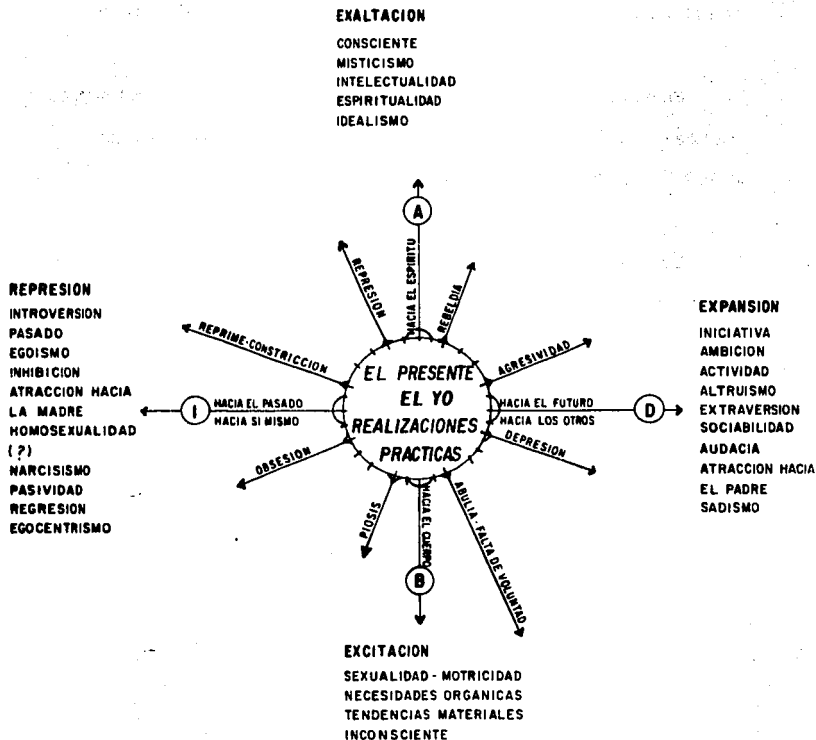 EXALTACION
CONSCIENTE
MISTICISMO
INTELECTUALIDAD
ESPIRITUALIDAD
IDEALISMO
A
HACIA EL ESPIRITU
REPRESION
REBELDIA
REPRIME-CONSTRICCION
AGRESIVIDAD
REPRESION
INTROVERSION
PASADO
EGOISMO
INHIBICION
ATRACCION HACIA
LA MADRE
HOMOSEXUALIDAD
(?)
NARCISISMO
PASIVIDAD
REGRESION
EGOCENTRISMO
I
HACIA EL PASADO
HACIA SI MISMO
EL PRESENTE
EL YO
REALIZACIONES
PRACTICAS
HACIA EL FUTURO
HACIA LOS OTROS
D
EXPANSION
INICIATIVA
AMBICION
ACTIVIDAD
ALTRUISMO
EXTRAVERSION
SOCIABILIDAD
AUDACIA
ATRACCION HACIA
EL PADRE
SADISMO
OBSESION
DEPRESION
PIOSIS
HACIA EL CUERPO
ABULIA - FALTA DE VOLUNTAD
B
EXCITACION
SEXUALIDAD - MOTRICIDAD
NECESIDADES ORGANICAS
TENDENCIAS MATERIALES
INCONSCIENTE